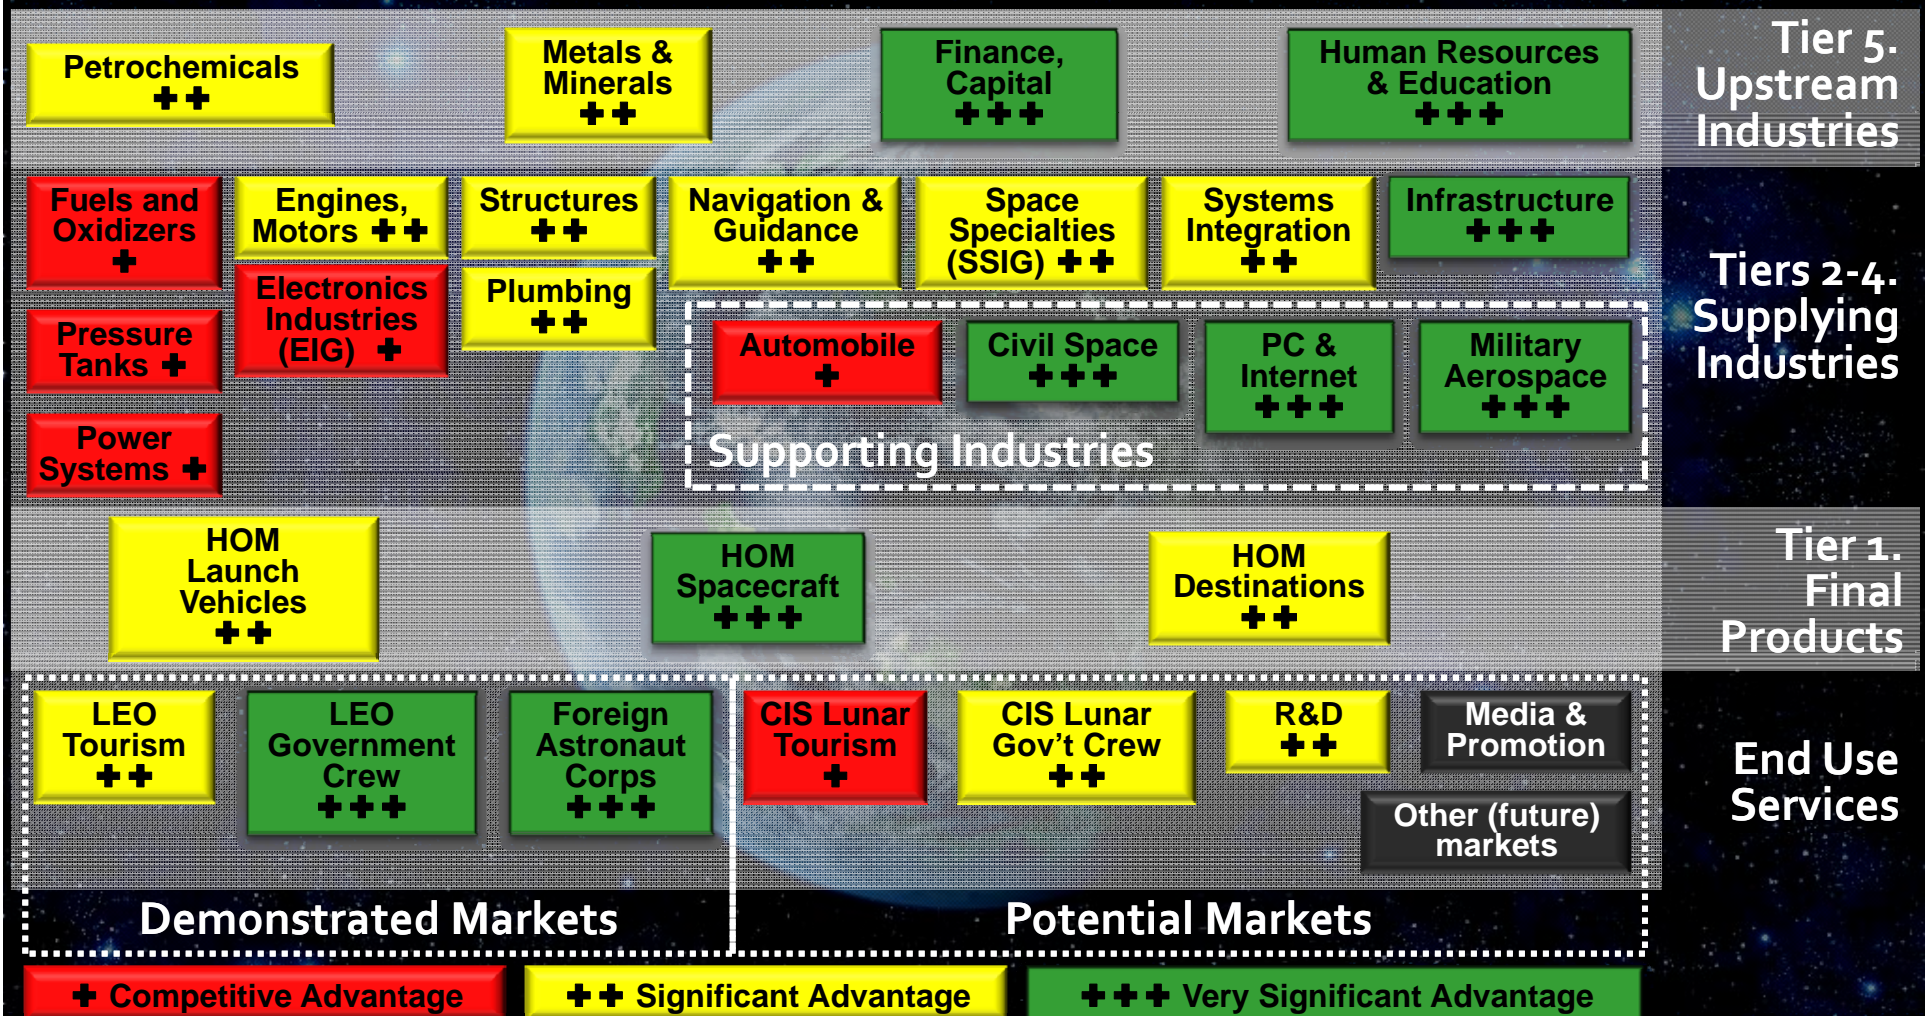 Petrochemicals
✚✚
Metals &
Minerals
✚✚
Finance,
Capital
✚✚✚
Human Resources
& Education
✚✚✚
Tier 5.
Upstream
Industries
Fuels and
Oxidizers
✚
Engines,
Motors ✚✚
Structures
✚✚
Navigation &
Guidance
✚✚
Space
Specialties
(SSIG) ✚✚
Systems
Integration
✚✚
Infrastructure
✚✚✚
Electronics
Industries
(EIG) ✚
Plumbing
✚✚
Pressure
Tanks ✚
Power
Systems ✚
Automobile
✚
Civil Space
✚✚✚
PC &
Internet
✚✚✚
Military
Aerospace
✚✚✚
Supporting Industries
Tiers 2-4.
Supplying
Industries
HOM
Launch
Vehicles
✚✚
HOM
Spacecraft
✚✚✚
HOM
Destinations
✚✚
Tier 1.
Final
Products
LEO
Tourism
✚✚
LEO
Government
Crew
✚✚✚
Foreign
Astronaut
Corps
✚✚✚
CIS Lunar
Tourism
✚
CIS Lunar
Gov't Crew
✚✚
R&D
✚✚
Media &
Promotion
Other (future)
markets
End Use
Services
Demonstrated Markets
Potential Markets
✚ Competitive Advantage
✚✚ Significant Advantage
✚✚✚ Very Significant Advantage